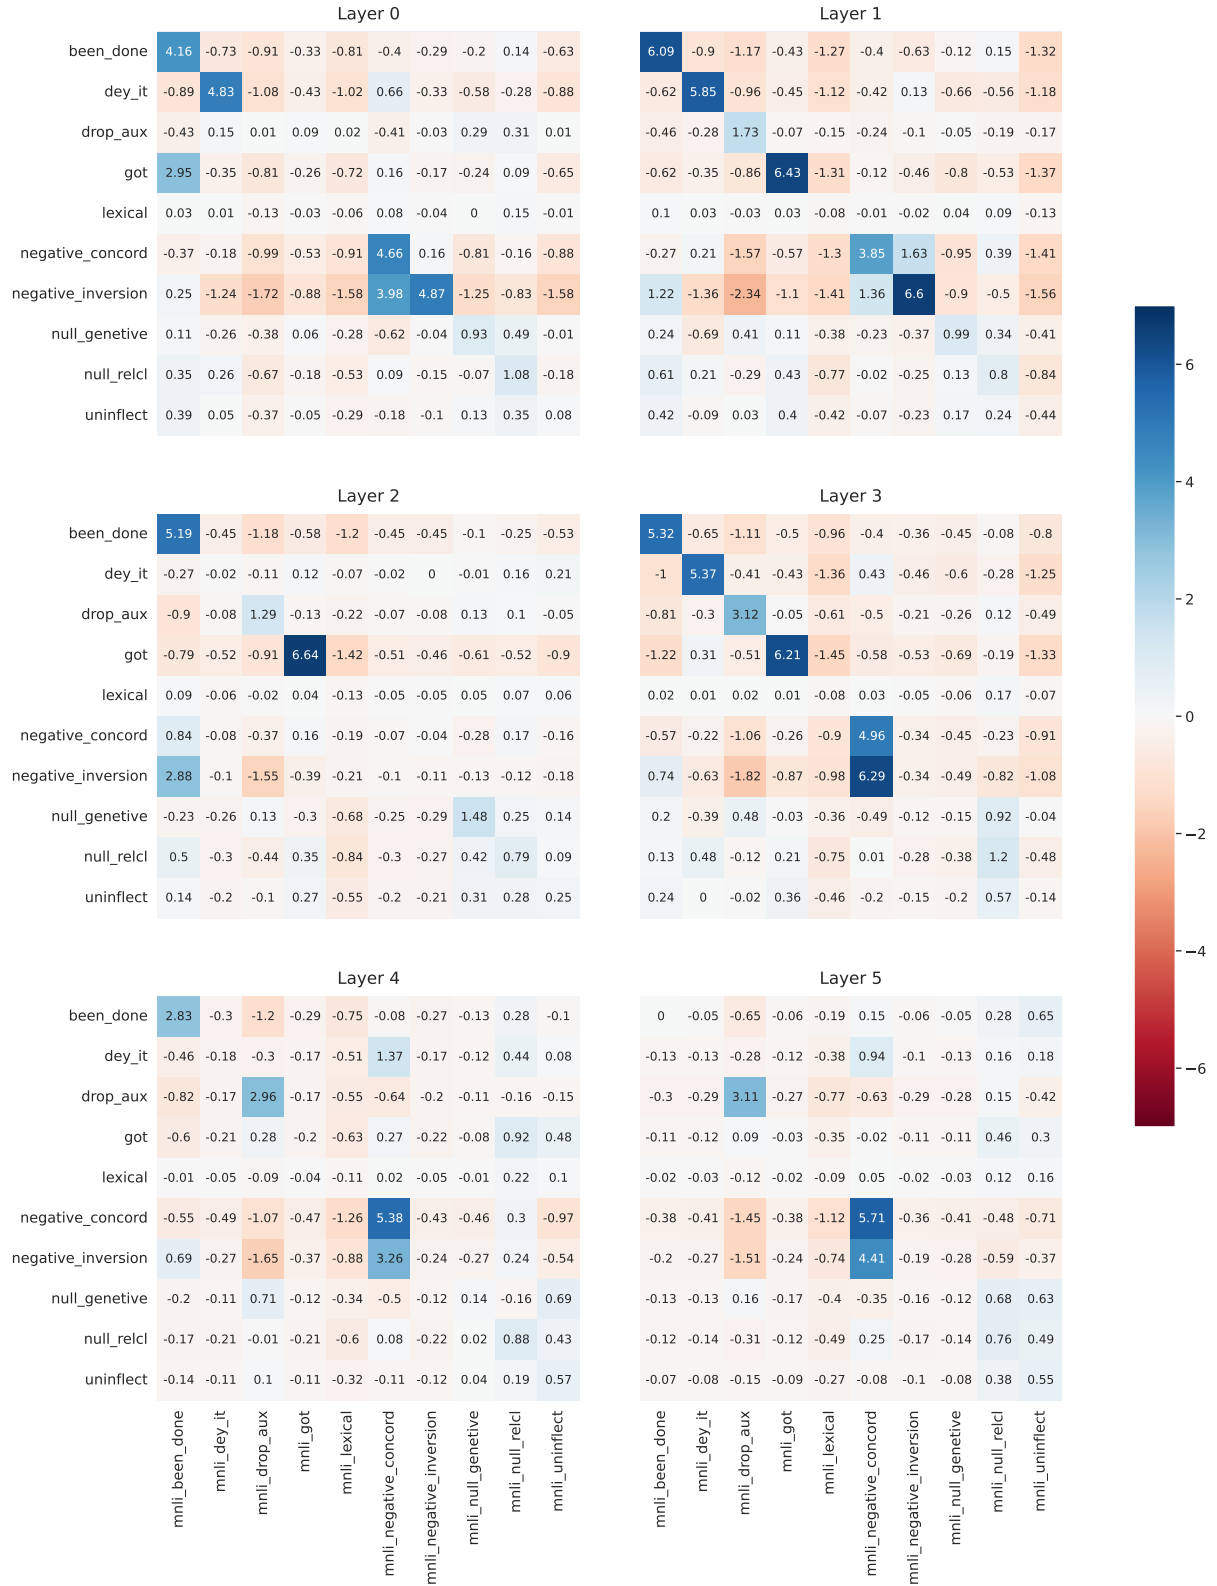 Layer 0
been_done 4.16 -0.73 -0.91 -0.33 -0.81 -0.4 -0.29 -0.2 0.14 -0.63
dey_it -0.89 4.83 -1.08 -0.43 -1.02 0.66 -0.33 -0.58 -0.28 -0.88
drop_aux -0.43 0.15 0.01 0.09 0.02 -0.41 -0.03 0.29 0.31 0.01
got 2.95 -0.35 -0.81 -0.26 -0.72 0.16 -0.17 -0.24 0.09 -0.65
lexical 0.03 0.01 -0.13 -0.03 -0.06 0.08 -0.04 0 0.15 -0.01
negative_concord -0.37 -0.18 -0.99 -0.53 -0.91 4.66 0.16 -0.81 -0.16 -0.88
negative_inversion 0.25 -1.24 -1.72 -0.88 -1.58 3.98 4.87 -1.25 -0.83 -1.58
null_genetive 0.11 -0.26 -0.38 0.06 -0.28 -0.62 -0.04 0.93 0.49 -0.01
null_relcl 0.35 0.26 -0.67 -0.18 -0.53 0.09 -0.15 -0.07 1.08 -0.18
uninflect 0.39 0.05 -0.37 -0.05 -0.29 -0.18 -0.1 0.13 0.35 0.08
Layer 1
6.09 -0.9 -1.17 -0.43 -1.27 -0.4 -0.63 -0.12 0.15 -1.32
-0.62 5.85 -0.96 -0.45 -1.12 -0.42 0.13 -0.66 -0.56 -1.18
-0.46 -0.28 1.73 -0.07 -0.15 -0.24 -0.1 -0.05 -0.19 -0.17
-0.62 -0.35 -0.86 6.43 -1.31 -0.12 -0.46 -0.8 -0.53 -1.37
0.1 0.03 -0.03 0.03 -0.08 -0.01 -0.02 0.04 0.09 -0.13
-0.27 0.21 -1.57 -0.57 -1.3 3.85 1.63 -0.95 0.39 -1.41
1.22 -1.36 -2.34 -1.1 -1.41 1.36 6.6 -0.9 -0.5 -1.56
0.24 -0.69 0.41 0.11 -0.38 -0.23 -0.37 0.99 0.34 -0.41
0.61 0.21 -0.29 0.43 -0.77 -0.02 -0.25 0.13 0.8 -0.84
0.42 -0.09 0.03 0.4 -0.42 -0.07 -0.23 0.17 0.24 -0.44
Layer 2
been_done 5.19 -0.45 -1.18 -0.58 -1.2 -0.45 -0.45 -0.1 -0.25 -0.53
dey_it -0.27 -0.02 -0.11 0.12 -0.07 -0.02 0 -0.01 0.16 0.21
drop_aux -0.9 -0.08 1.29 -0.13 -0.22 -0.07 -0.08 0.13 0.1 -0.05
got -0.79 -0.52 -0.91 6.64 -1.42 -0.51 -0.46 -0.61 -0.52 -0.9
lexical 0.09 -0.06 -0.02 0.04 -0.13 -0.05 -0.05 0.05 0.07 0.06
negative_concord 0.84 -0.08 -0.37 0.16 -0.19 -0.07 -0.04 -0.28 0.17 -0.16
negative_inversion 2.88 -0.1 -1.55 -0.39 -0.21 -0.1 -0.11 -0.13 -0.12 -0.18
null_genetive -0.23 -0.26 0.13 -0.3 -0.68 -0.25 -0.29 1.48 0.25 0.14
null_relcl 0.5 -0.3 -0.44 0.35 -0.84 -0.3 -0.27 0.42 0.79 0.09
uninflect 0.14 -0.2 -0.1 0.27 -0.55 -0.2 -0.21 0.31 0.28 0.25
Layer 3
5.32 -0.65 -1.11 -0.5 -0.96 -0.4 -0.36 -0.45 -0.08 -0.8
-1 5.37 -0.41 -0.43 -1.36 0.43 -0.46 -0.6 -0.28 -1.25
-0.81 -0.3 3.12 -0.05 -0.61 -0.5 -0.21 -0.26 0.12 -0.49
-1.22 0.31 -0.51 6.21 -1.45 -0.58 -0.53 -0.69 -0.19 -1.33
0.02 0.01 0.02 0.01 -0.08 0.03 -0.05 -0.06 0.17 -0.07
-0.57 -0.22 -1.06 -0.26 -0.9 4.96 -0.34 -0.45 -0.23 -0.91
0.74 -0.63 -1.82 -0.87 -0.98 6.29 -0.34 -0.49 -0.82 -1.08
0.2 -0.39 0.48 -0.03 -0.36 -0.49 -0.12 -0.15 0.92 -0.04
0.13 0.48 -0.12 0.21 -0.75 0.01 -0.28 -0.38 1.2 -0.48
0.24 0 -0.02 0.36 -0.46 -0.2 -0.15 -0.2 0.57 -0.14
Layer 4
been_done 2.83 -0.3 -1.2 -0.29 -0.75 -0.08 -0.27 -0.13 0.28 -0.1
dey_it -0.46 -0.18 -0.3 -0.17 -0.51 1.37 -0.17 -0.12 0.44 0.08
drop_aux -0.82 -0.17 2.96 -0.17 -0.55 -0.64 -0.2 -0.11 -0.16 -0.15
got -0.6 -0.21 0.28 -0.2 -0.63 0.27 -0.22 -0.08 0.92 0.48
lexical -0.01 -0.05 -0.09 -0.04 -0.11 0.02 -0.05 -0.01 0.22 0.1
negative_concord -0.55 -0.49 -1.07 -0.47 -1.26 5.38 -0.43 -0.46 0.3 -0.97
negative_inversion 0.69 -0.27 -1.65 -0.37 -0.88 3.26 -0.24 -0.27 0.24 -0.54
null_genetive -0.2 -0.11 0.71 -0.12 -0.34 -0.5 -0.12 0.14 -0.16 0.69
null_relcl -0.17 -0.21 -0.01 -0.21 -0.6 0.08 -0.22 0.02 0.88 0.43
uninflect -0.14 -0.11 0.1 -0.11 -0.32 -0.11 -0.12 0.04 0.19 0.57
mnli_been_done
mnli_dey_it
mnli_drop_aux
mnli_got
mnli_lexical
mnli_negative_concord
mnli_negative_inversion
mnli_null_genetive
mnli_null_relcl
mnli_uninflect
Layer 5
0 -0.05 -0.65 -0.06 -0.19 0.15 -0.06 -0.05 0.28 0.65
-0.13 -0.13 -0.28 -0.12 -0.38 0.94 -0.1 -0.13 0.16 0.18
-0.3 -0.29 3.11 -0.27 -0.77 -0.63 -0.29 -0.28 0.15 -0.42
-0.11 -0.12 0.09 -0.03 -0.35 -0.02 -0.11 -0.11 0.46 0.3
-0.02 -0.03 -0.12 -0.02 -0.09 0.05 -0.02 -0.03 0.12 0.16
-0.38 -0.41 -1.45 -0.38 -1.12 5.71 -0.36 -0.41 -0.48 -0.71
-0.2 -0.27 -1.51 -0.24 -0.74 4.41 -0.19 -0.28 -0.59 -0.37
-0.13 -0.13 0.16 -0.17 -0.4 -0.35 -0.16 -0.12 0.68 0.63
-0.12 -0.14 -0.31 -0.12 -0.49 0.25 -0.17 -0.14 0.76 0.49
-0.07 -0.08 -0.15 -0.09 -0.27 -0.08 -0.1 -0.08 0.38 0.55
mnli_been_done
mnli_dey_it
mnli_drop_aux
mnli_got
mnli_lexical
mnli_negative_concord
mnli_negative_inversion
mnli_null_genetive
mnli_null_relcl
mnli_uninflect
6
4
2
0
−2
−4
−6